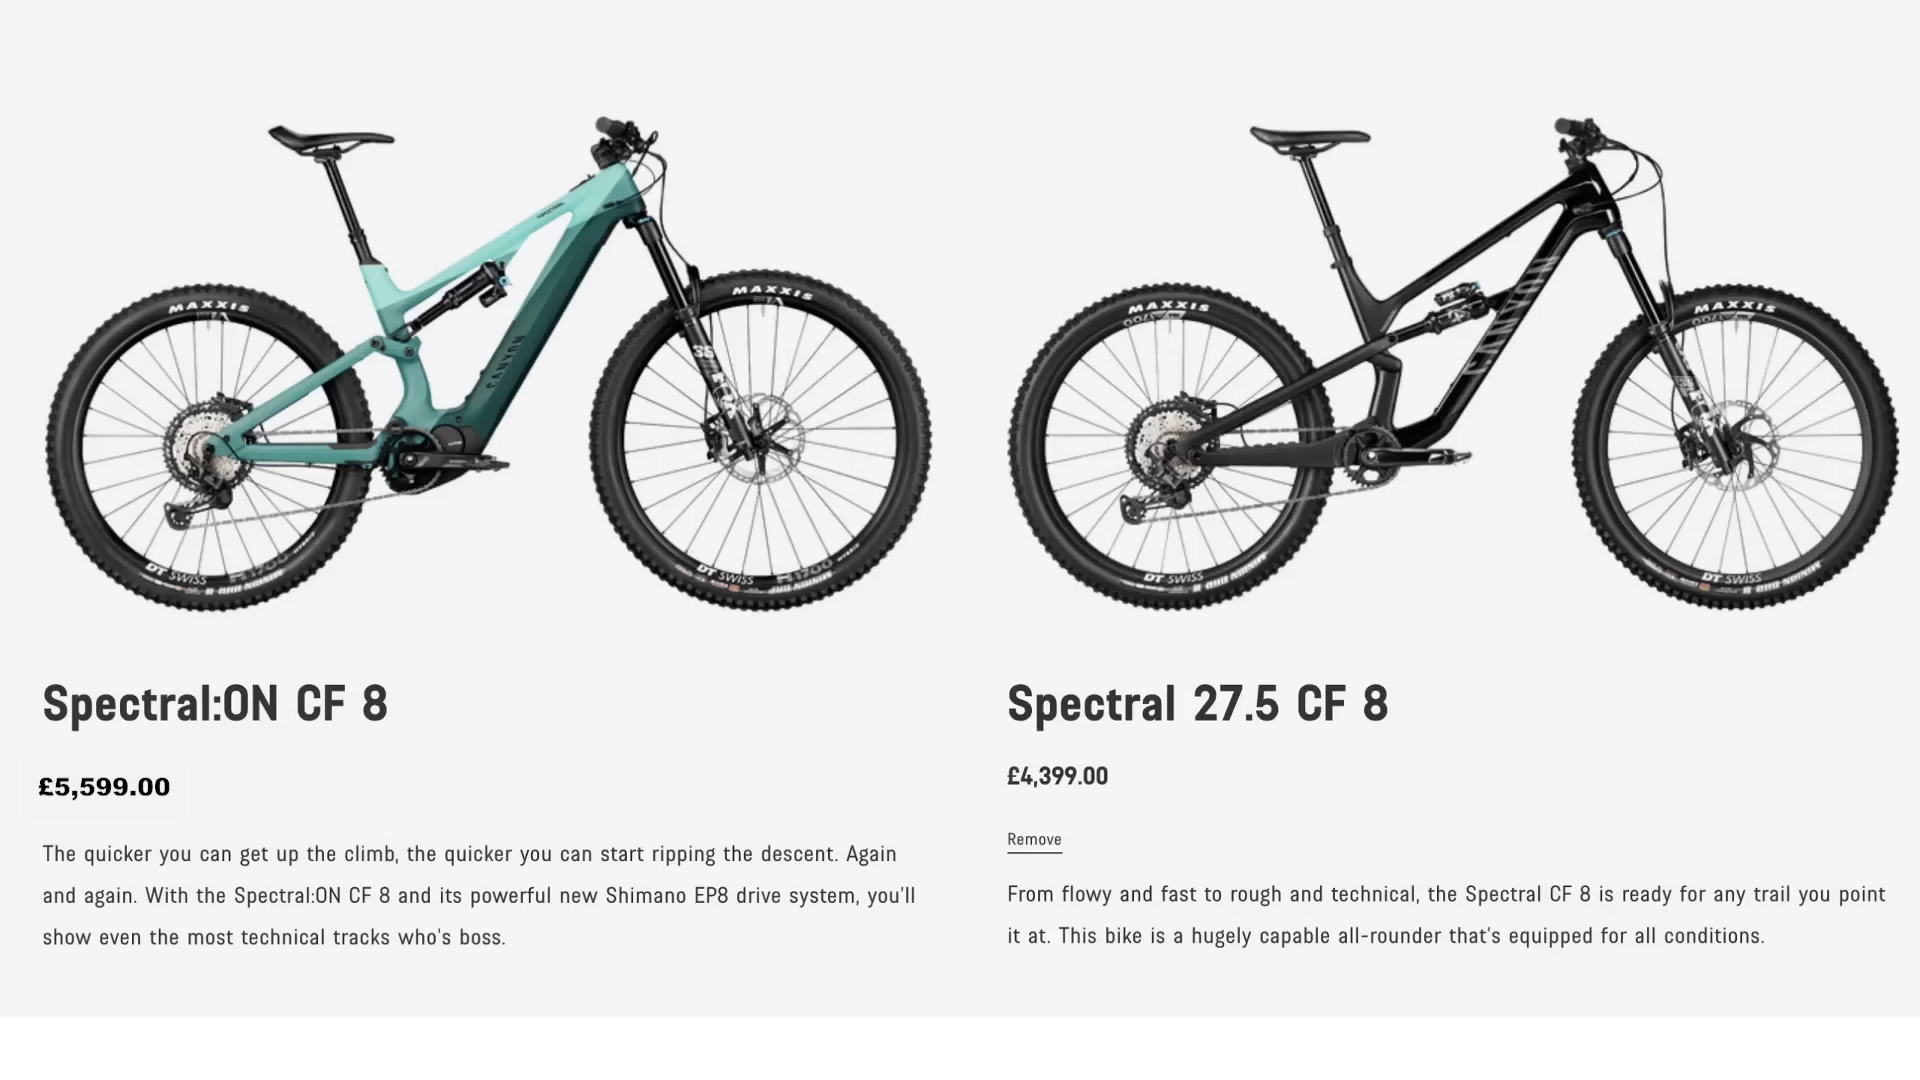 MAXXIS
MAXXIS
CANYON
DT SWISS
DT SWISS
MAXXIS
MAXXIS
CANYON
DT SWISS
DT SWISS
Spectral:ON CF 8
£5,599.00
The quicker you can get up the climb, the quicker you can start ripping the descent. Again
and again. With the Spectral:ON CF 8 and its powerful new Shimano EP8 drive system, you'll
show even the most technical tracks who's boss.
Spectral 27.5 CF 8
£4,399.00
Remove
From flowy and fast to rough and technical, the Spectral CF 8 is ready for any trail you point
it at. This bike is a hugely capable all-rounder that's equipped for all conditions.